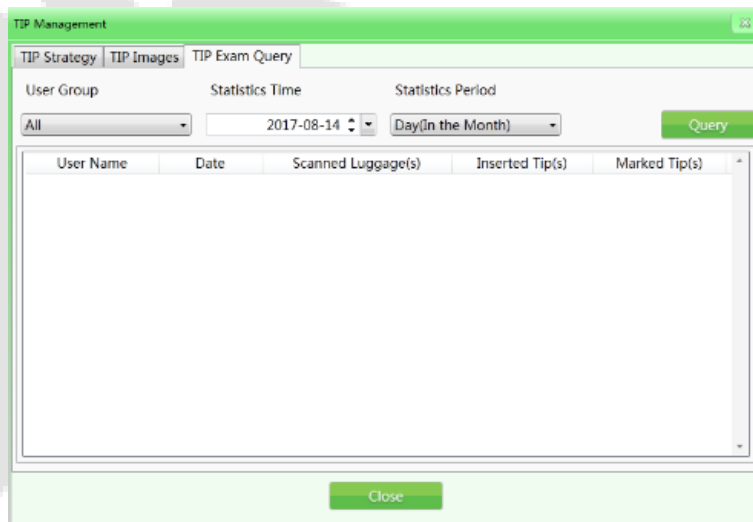 TIP Management
TIP Strategy TIP Images TIP Exam Query
User Group Statistics Time Statistics Period
All 2017-08-14 Day(In the Month) Query
User Name Date Scanned Luggage(s) Inserted Tip(s) Marked Tip(s)
Close